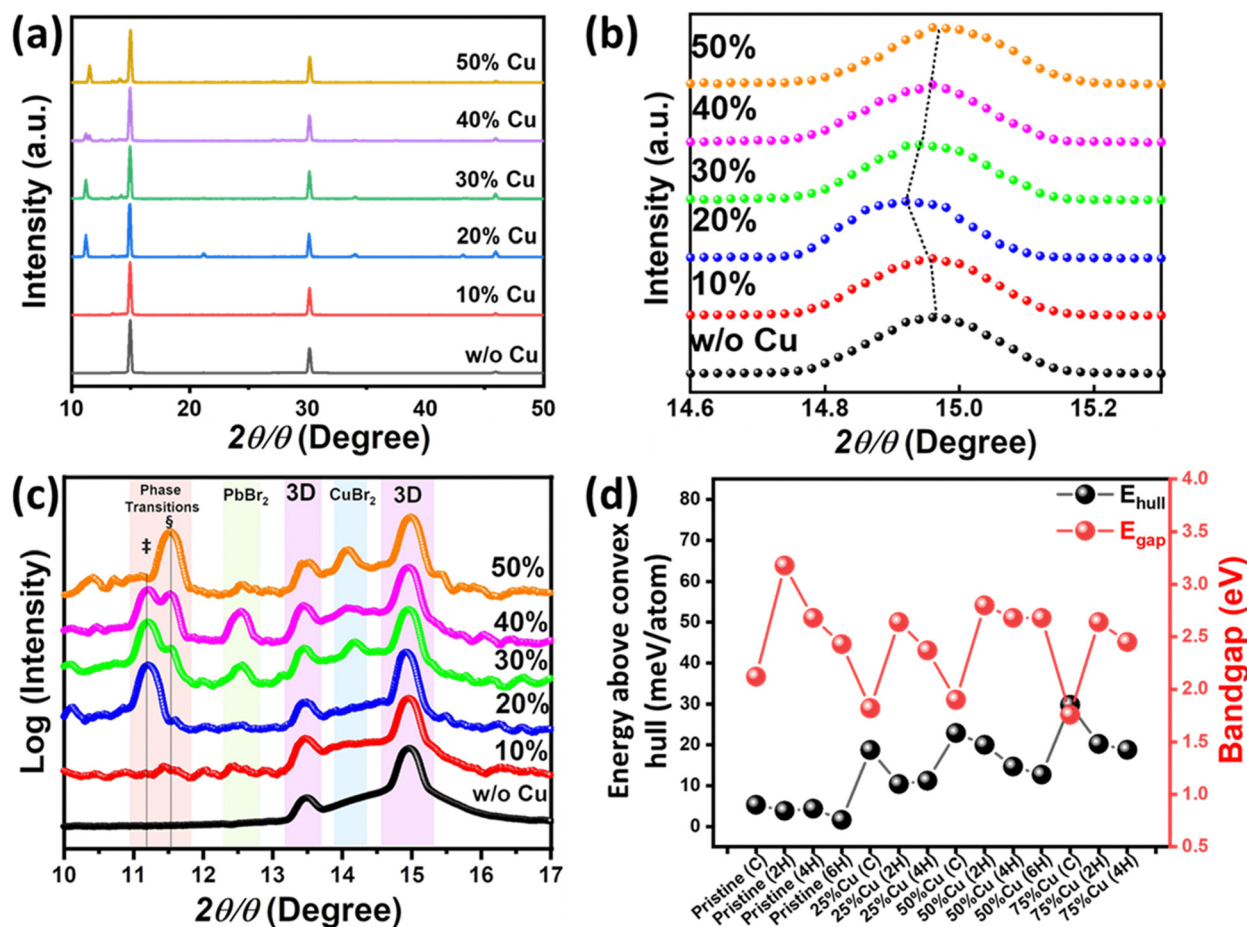 (a)
50% Cu
40% Cu
30% Cu
20% Cu
10% Cu
w/o Cu
Intensity (a.u.)
10 20 30 40 50
2θ/θ (Degree)
(b)
50%
40%
30%
20%
10%
w/o Cu
Intensity (a.u.)
14.6 14.8 15.0 15.2
2θ/θ (Degree)
(c)
Phase
Transitions
PbBr2
3D
CuBr2
3D
‡
§
50%
40%
30%
20%
10%
w/o Cu
Log (Intensity)
10 11 12 13 14 15 16 17
2θ/θ (Degree)
(d)
Ehull
Egap
Energy above convex
hull (meV/atom)
80
70
60
50
40
30
20
10
0
Bandgap (eV)
4.0
3.5
3.0
2.5
2.0
1.5
1.0
0.5
Pristine (C)
Pristine (2H)
Pristine (4H)
Pristine (6H)
25%Cu (C)
25%Cu (2H)
25%Cu (4H)
50%Cu (C)
50%Cu (2H)
50%Cu (4H)
50%Cu (6H)
75%Cu (C)
75%Cu (2H)
75%Cu (4H)